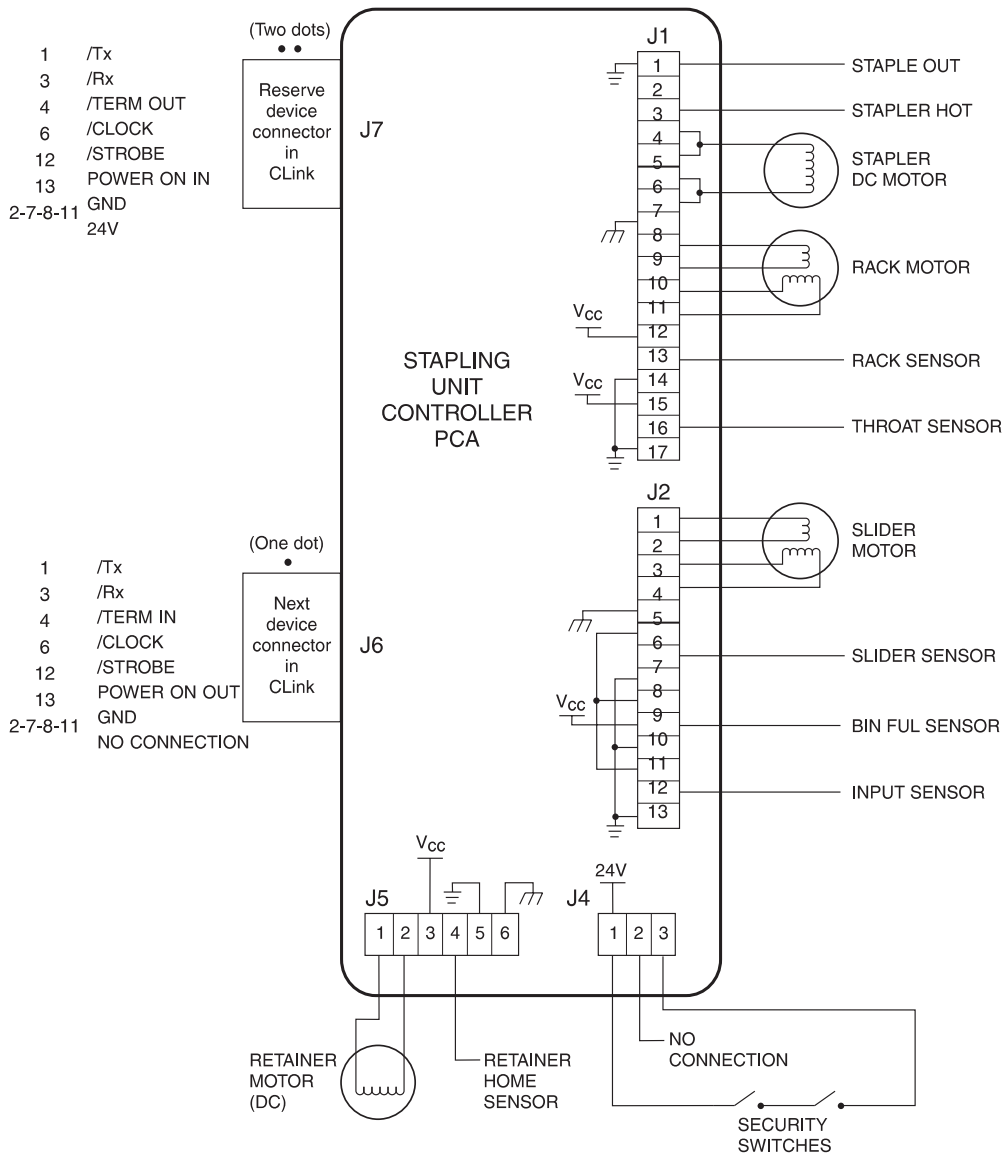 (Two dots)
1 /Tx
3 /Rx
4 /TERM OUT
6 /CLOCK
12 /STROBE
13 POWER ON IN
2-7-8-11 GND
24V
Reserve
device
connector
in
CLink
J7
(One dot)
1 /Tx
3 /Rx
4 /TERM IN
6 /CLOCK
12 /STROBE
13 POWER ON OUT
2-7-8-11 GND
NO CONNECTION
Next
device
connector
in
CLink
J6
STAPLING
UNIT
CONTROLLER
PCA
J1
1
2
3
4
5
6
7
8
9
10
11
12
13
14
15
16
17
VCC
VCC
STAPLE OUT
STAPLER HOT
STAPLER
DC MOTOR
RACK MOTOR
RACK SENSOR
THROAT SENSOR
J2
1
2
3
4
5
6
7
8
9
10
11
12
13
VCC
SLIDER
MOTOR
SLIDER SENSOR
BIN FUL SENSOR
INPUT SENSOR
VCC
J5
1 2 3 4 5 6
24V
J4
1 2 3
RETAINER
MOTOR
(DC)
RETAINER
HOME
SENSOR
NO
CONNECTION
SECURITY
SWITCHES